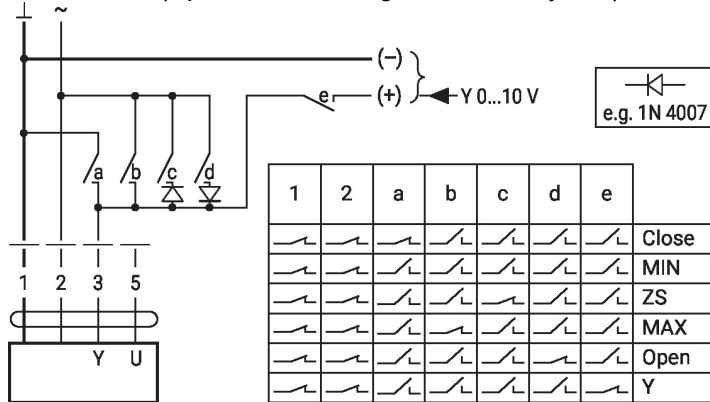 ⊥ ~
(–)
e (+) Y 0...10 V
e.g. 1N 4007
a b c d
1 2 3 5
Y U
1 2 a b c d e
Close
MIN
ZS
MAX
Open
Y